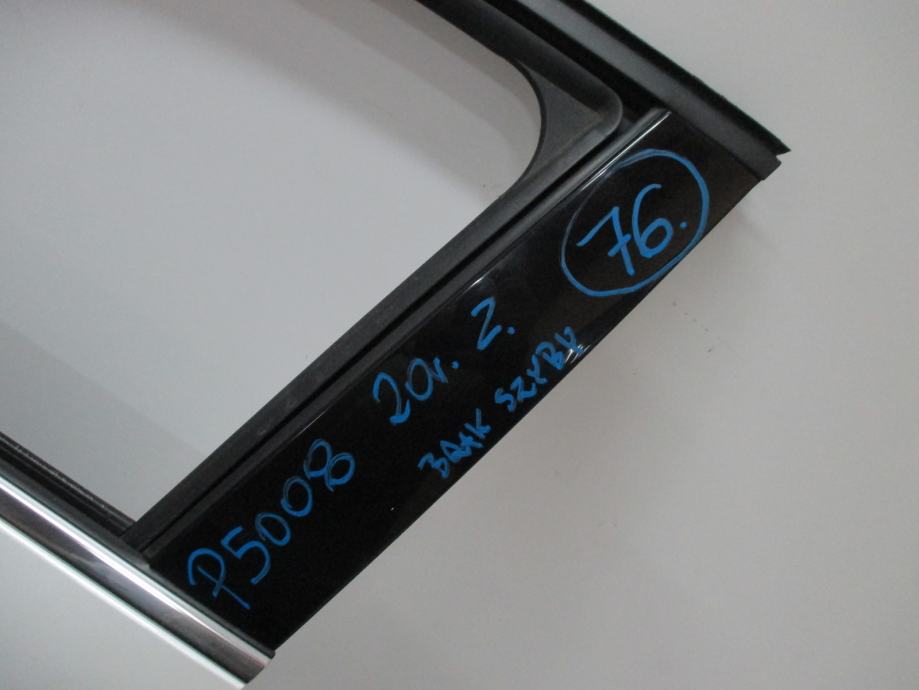 76.
P5008 20r. Z.
BRAK SZYBY